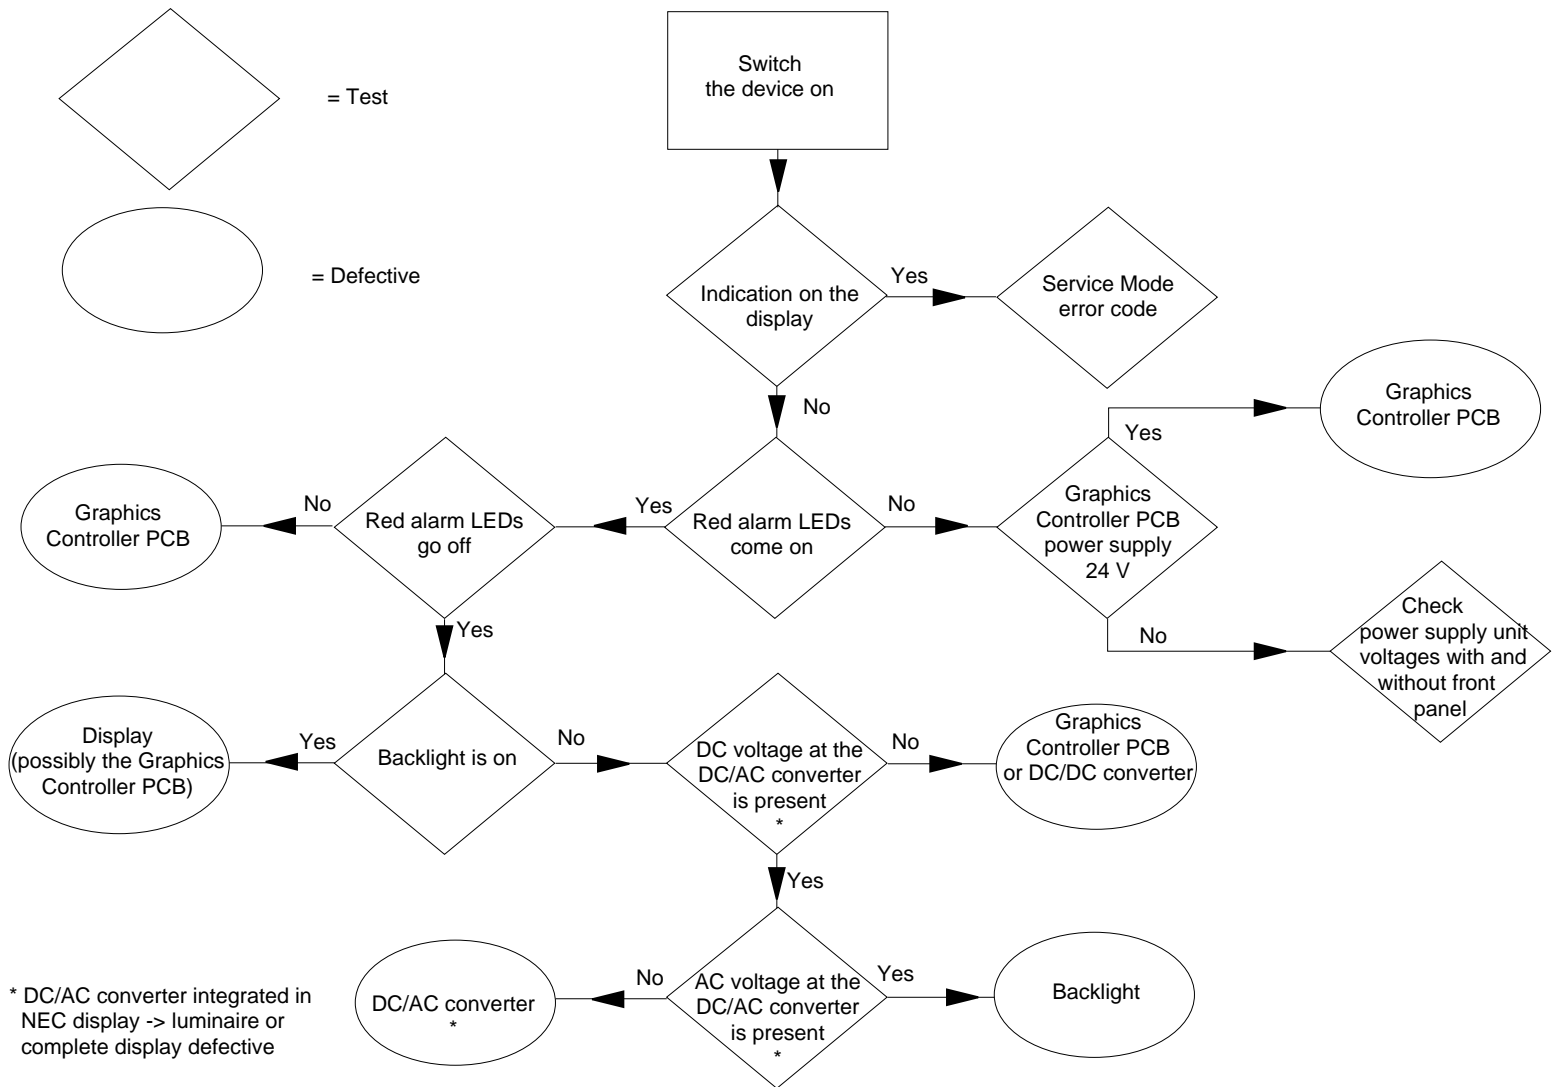 = Test
= Defective
Switch
the device on
Indication on the
display
Yes
Service Mode
error code
No
Red alarm LEDs
come on
No
Graphics
Controller PCB
power supply
24 V
Yes
Graphics
Controller PCB
No
Check
power supply unit
voltages with and
without front
panel
Yes
Red alarm LEDs
go off
No
Graphics
Controller PCB
Yes
Backlight is on
Yes
Display
(possibly the Graphics
Controller PCB)
No
DC voltage at the
DC/AC converter
is present
*
No
Graphics
Controller PCB
or DC/DC converter
Yes
AC voltage at the
DC/AC converter
is present
*
No
DC/AC converter
*
Yes
Backlight
* DC/AC converter integrated in
NEC display -> luminaire or
complete display defective